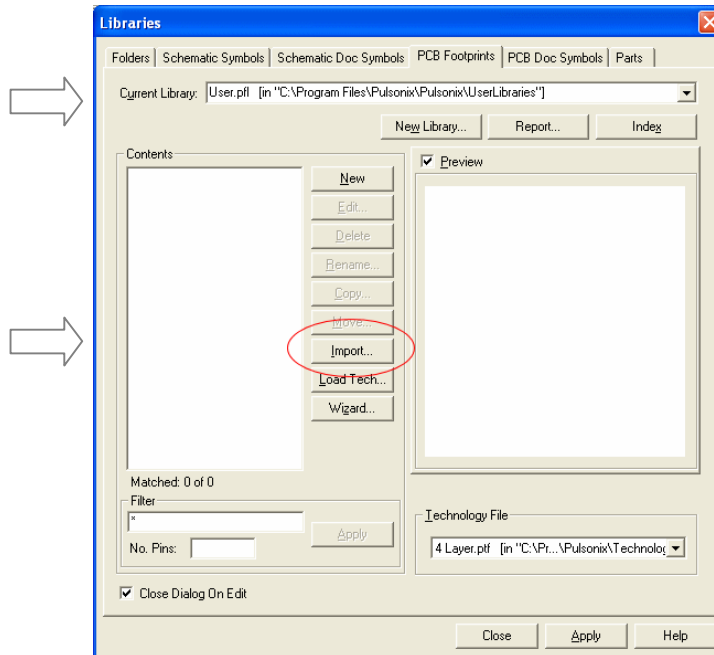 Libraries
Folders Schematic Symbols Schematic Doc Symbols PCB Footprints PCB Doc Symbols Parts
Current Library: User.pfl [in "C:\Program Files\Pulsonix\Pulsonix\UserLibraries"]
New Library... Report... Index
Contents
Preview
New
Edit...
Delete
Rename...
Copy...
Move...
Import...
Load Tech...
Wizard...
Matched: 0 of 0
Filter
*
Apply
No. Pins:
Technology File
4 Layer.ptf [in "C:\Pr...\Pulsonix\Technolog
Close Dialog On Edit
Close Apply Help